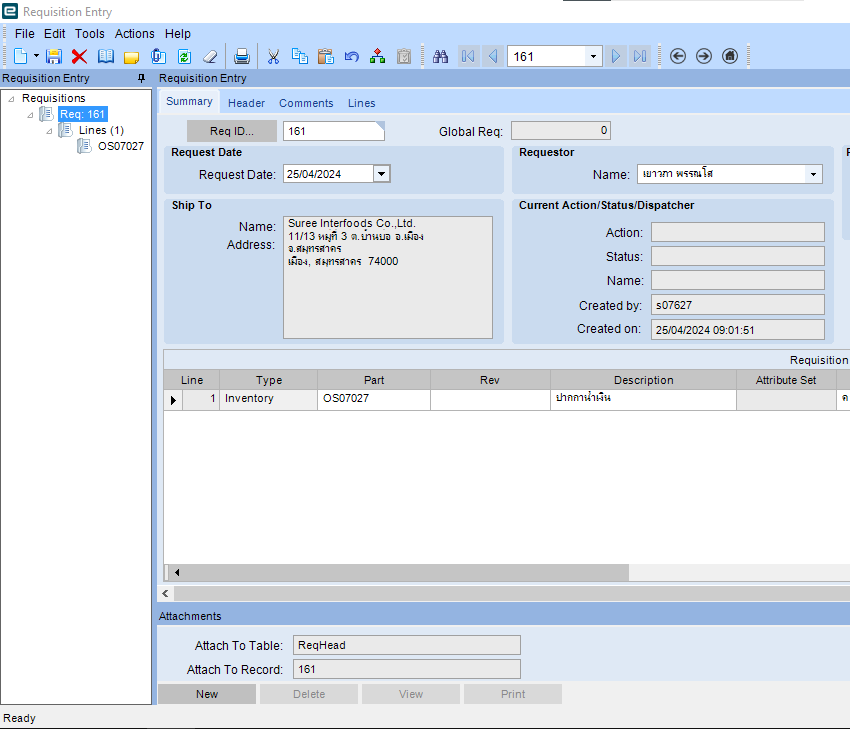 Requisition Entry
File Edit Tools Actions Help
161
Requisition Entry
Requisitions
Req: 161
Lines (1)
OS07027
Requisition Entry
Summary Header Comments Lines
Req ID... 161 Global Req: 0
Request Date
Request Date: 25/04/2024
Requestor
Name: เยาวภา พรรณโส
Ship To
Name: Suree Interfoods Co.,Ltd.
Address: 11/13 หมู่ที่ 3 ต.บ้านบ่อ อ.เมือง
จ.สมุทรสาคร
เมือง, สมุทรสาคร 74000
Current Action/Status/Dispatcher
Action:
Status:
Name:
Created by: s07627
Created on: 25/04/2024 09:01:51
Requisition
Line Type Part Rev Description Attribute Set
1 Inventory OS07027 ปากกาน้ำเงิน ด
Attachments
Attach To Table: ReqHead
Attach To Record: 161
New Delete View Print
Ready